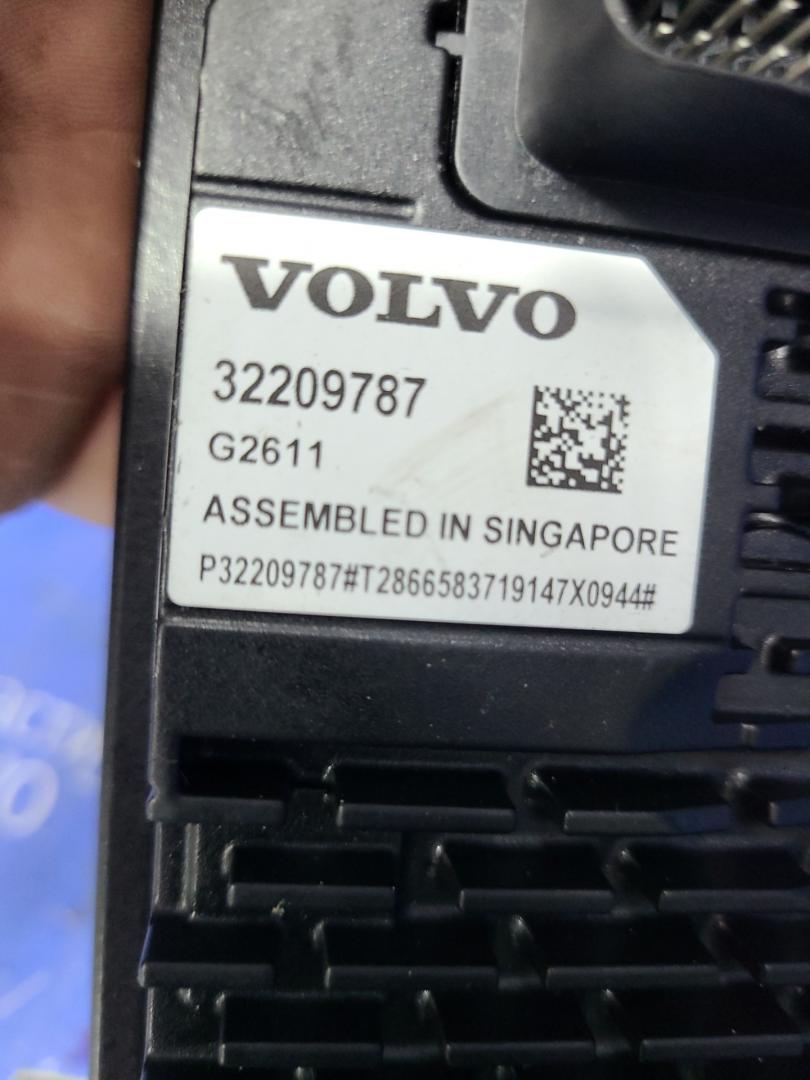 VOLVO
32209787
G2611
ASSEMBLED IN SINGAPORE
P32209787#T2866583719147X0944#